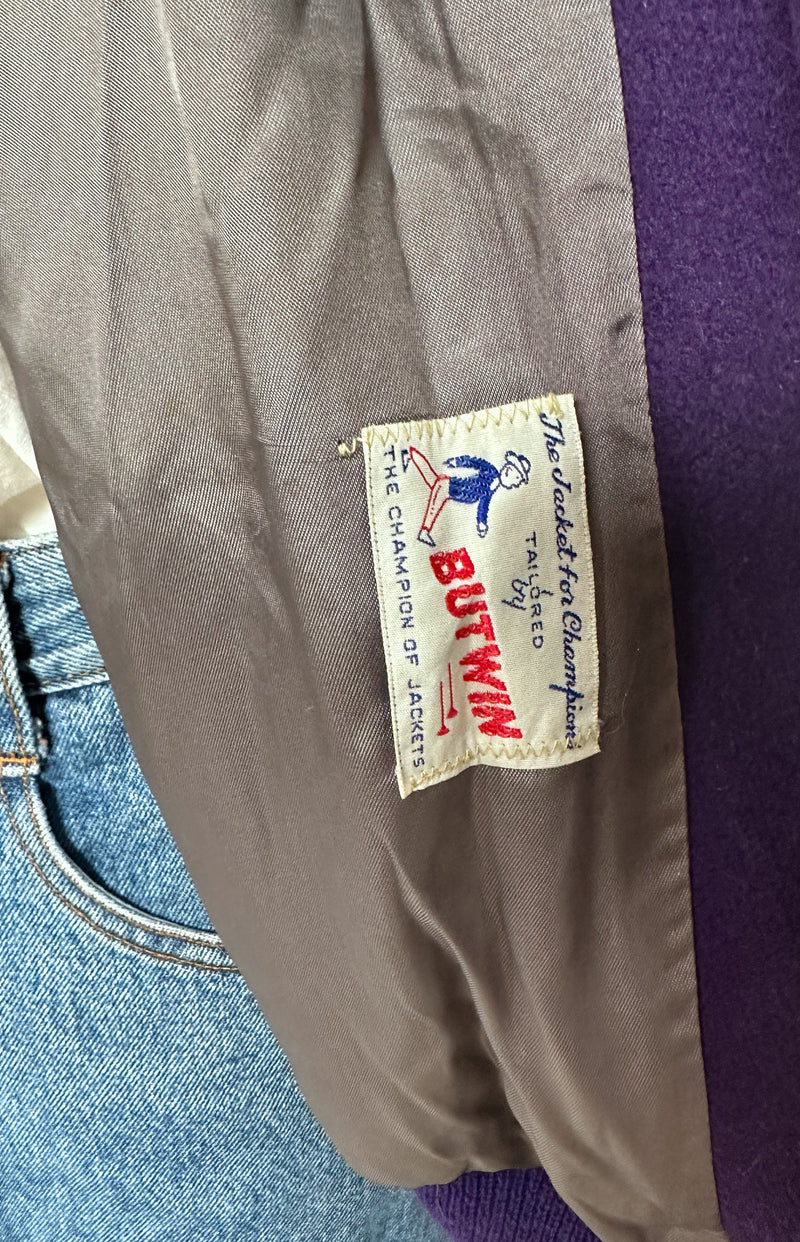 The Jacket for Champions
TAILORED
by
BUTWIN
THE CHAMPION OF JACKETS